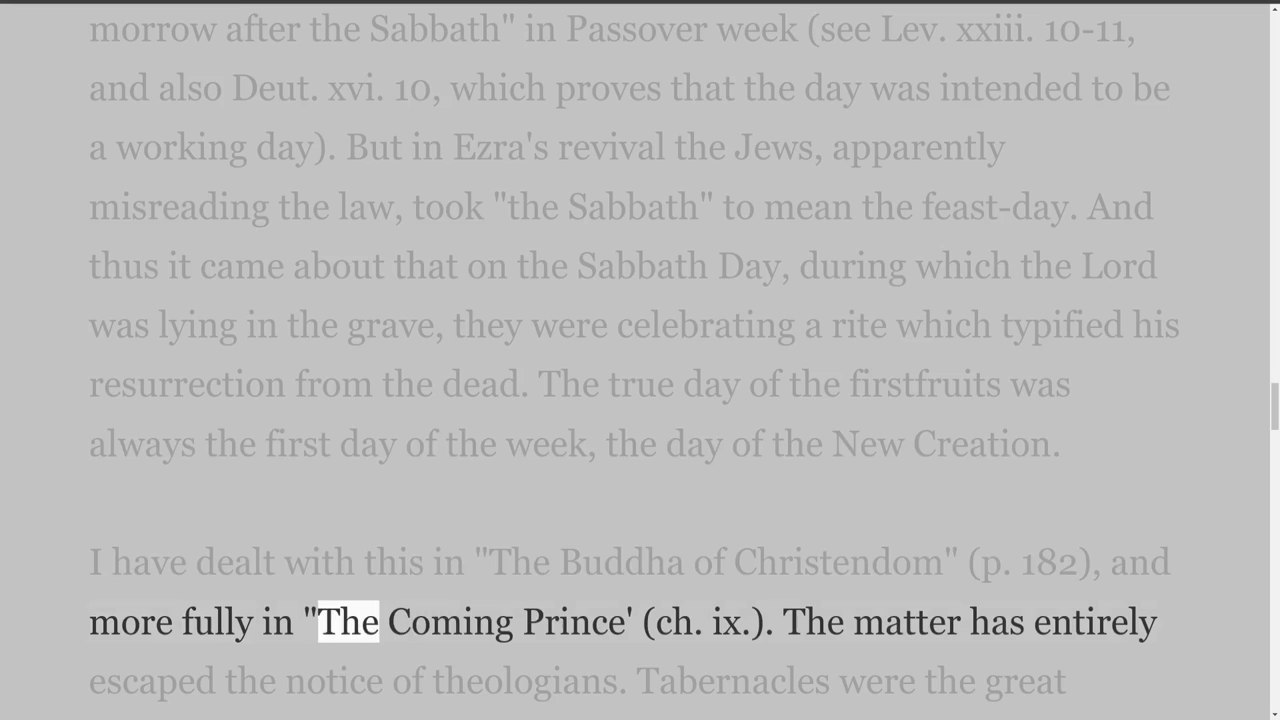 morrow after the Sabbath" in Passover week (see Lev. xxiii. 10-11,
and also Deut. xvi. 10, which proves that the day was intended to be
a working day). But in Ezra's revival the Jews, apparently
misreading the law, took "the Sabbath" to mean the feast-day. And
thus it came about that on the Sabbath Day, during which the Lord
was lying in the grave, they were celebrating a rite which typified his
resurrection from the dead. The true day of the firstfruits was
always the first day of the week, the day of the New Creation.
I have dealt with this in "The Buddha of Christendom" (p. 182), and
more fully in "The Coming Prince' (ch. ix.). The matter has entirely
escaped the notice of theologians. Tabernacles were the great